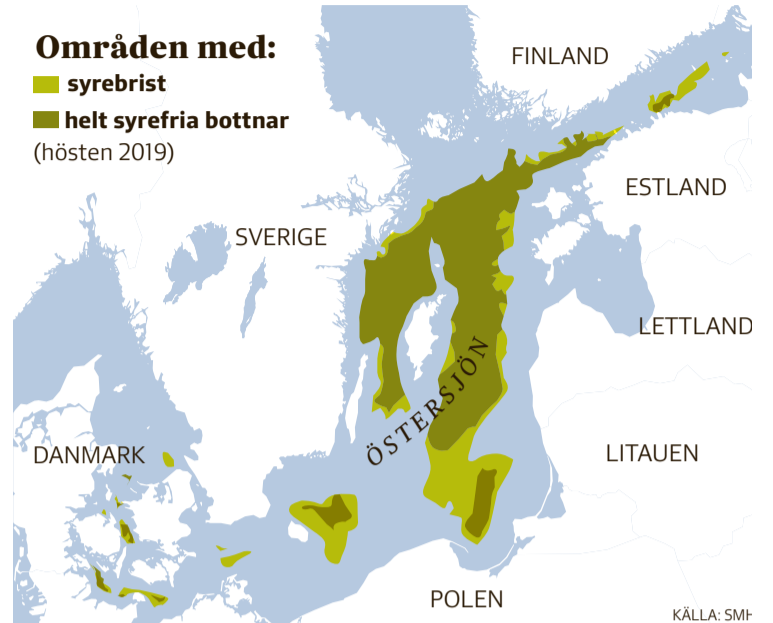 Områden med:
syrebrist
helt syrefria bottnar
(hösten 2019)
FINLAND
ESTLAND
SVERIGE
LETTLAND
ÖSTERSJÖN
DANMARK
LITAUEN
POLEN
KÄLLA: SMH